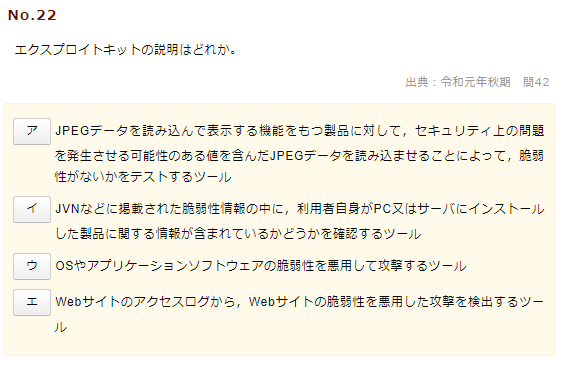 No.22
エクスプロイトキットの説明はどれか。
出典：令和元年秋期　問42
ア JPEGデータを読み込んで表示する機能をもつ製品に対して，セキュリティ上の問題
を発生させる可能性のある値を含んだJPEGデータを読み込ませることによって，脆弱
性がないかをテストするツール
イ JVNなどに掲載された脆弱性情報の中に，利用者自身がPC又はサーバにインストール
した製品に関する情報が含まれているかどうかを確認するツール
ウ OSやアプリケーションソフトウェアの脆弱性を悪用して攻撃するツール
エ Webサイトのアクセスログから，Webサイトの脆弱性を悪用した攻撃を検出するツー
ル